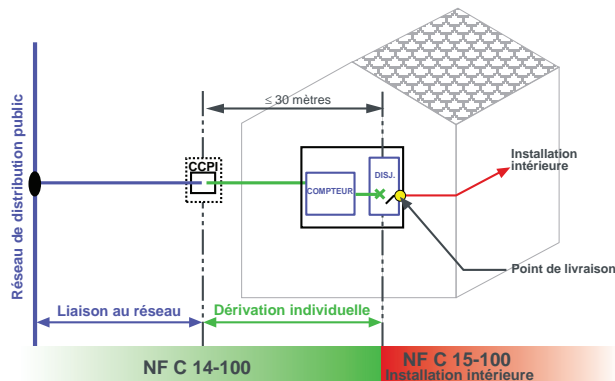 ≤ 30 mètres
CCPI
DISJ.
COMPTEUR
Installation
intérieure
Réseau de distribution public
Point de livraison
Liaison au réseau
Dérivation individuelle
NF C 14-100
NF C 15-100
Installation intérieure